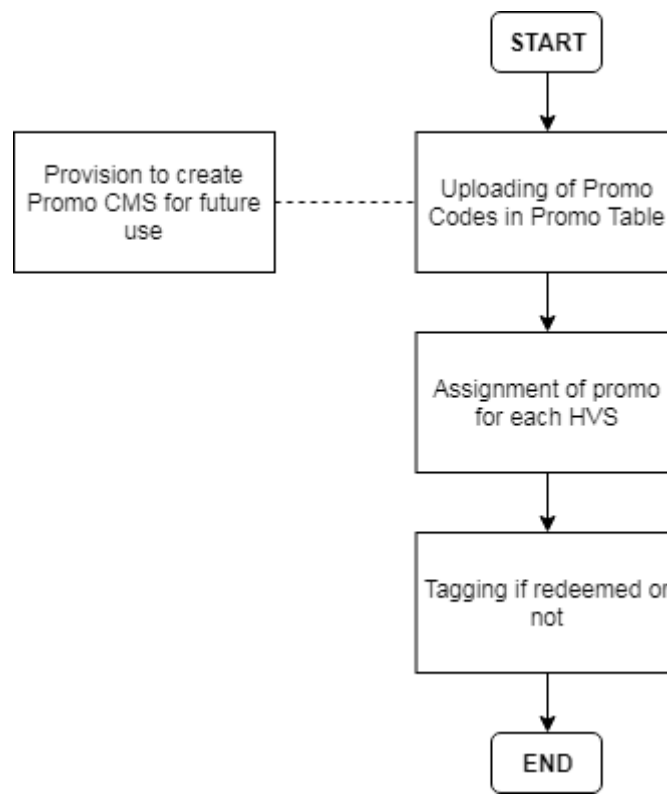 START
Provision to create
Promo CMS for future
use
Uploading of Promo
Codes in Promo Table
Assignment of promo
for each HVS
Tagging if redeemed or
not
END